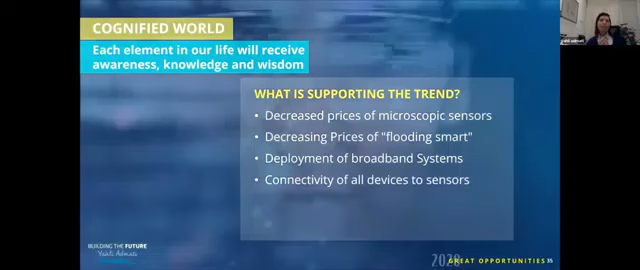 COGNIFIED WORLD
Each element in our life will receive
awareness, knowledge and wisdom
WHAT IS SUPPORTING THE TREND?
• Decreased prices of microscopic sensors
• Decreasing Prices of "flooding smart"
• Deployment of broadband Systems
• Connectivity of all devices to sensors
BUILDING THE FUTURE
GREAT OPPORTUNITIES 35